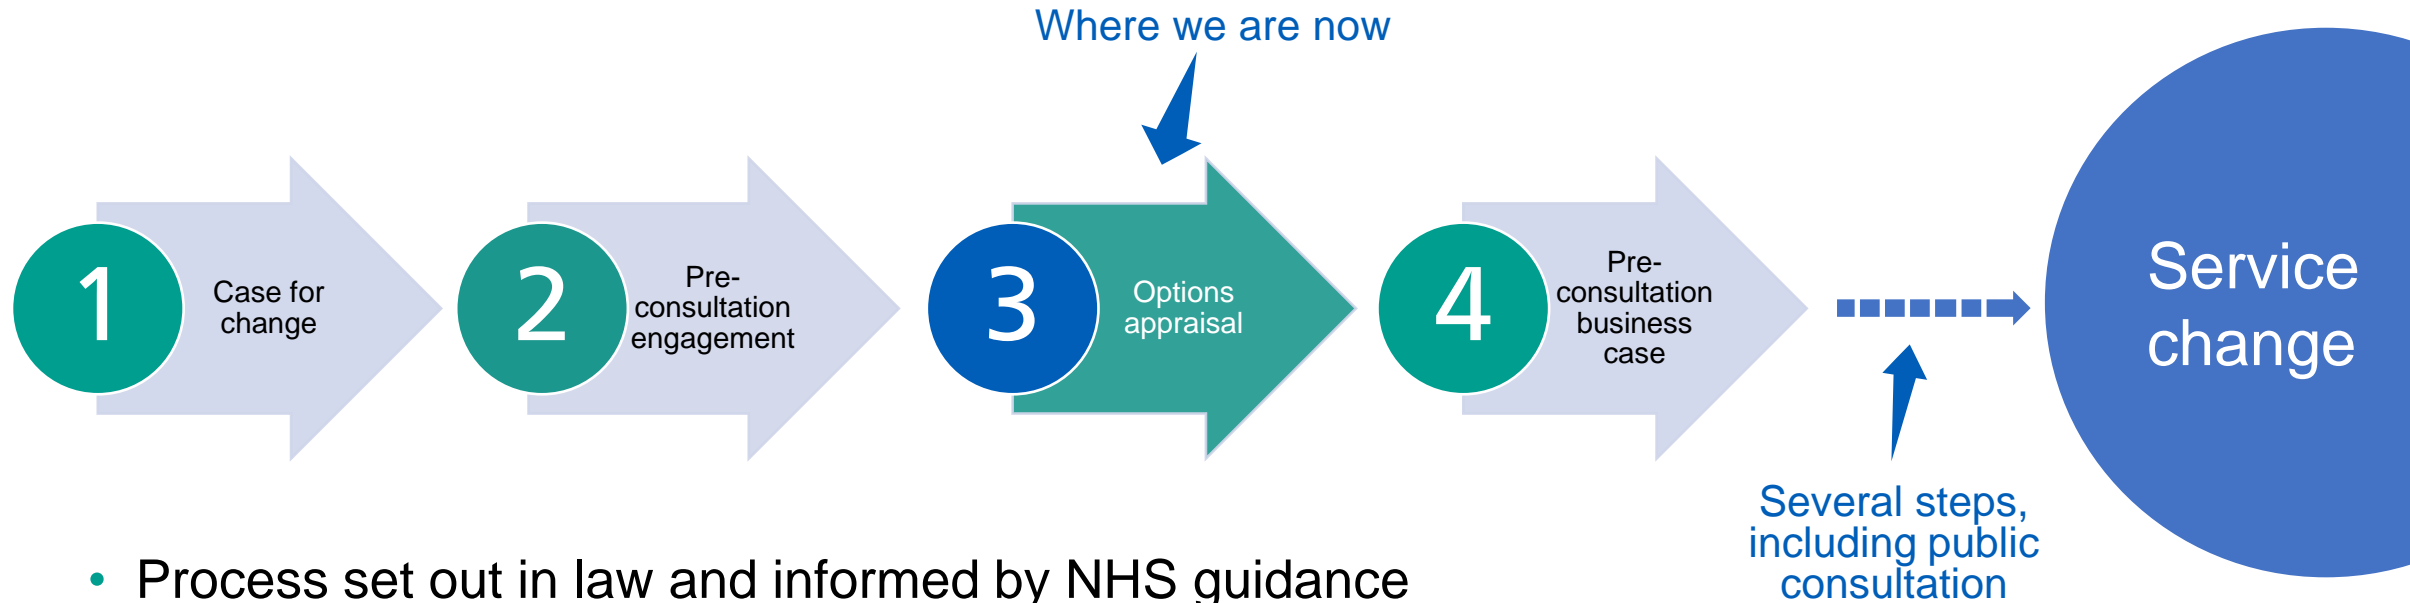 Where we are now
1
Case for
change
2
Pre-
consultation
engagement
3
Options
appraisal
4
Pre-
consultation
business
case
Service
change
Several steps,
including public
consultation
• Process set out in law and informed by NHS guidance